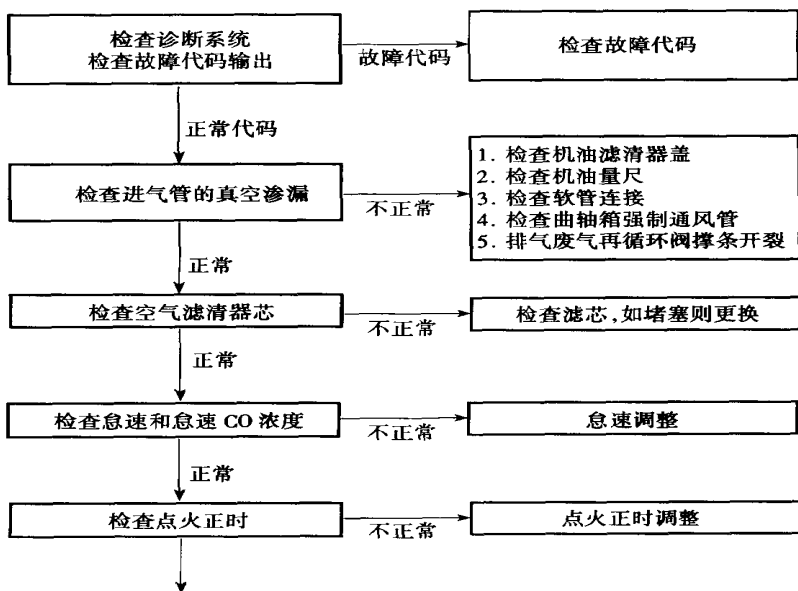 检查诊断系统
检查故障代码输出
故障代码
检查故障代码
正常代码
检查进气管的真空渗漏
不正常
1. 检查机油滤清器盖
2. 检查机油量尺
3. 检查软管连接
4. 检查曲轴箱强制通风管
5. 排气废气再循环阀撑条开裂
正常
检查空气滤清器芯
不正常
检查滤芯,如堵塞则更换
正常
检查怠速和怠速 CO 浓度
不正常
怠速调整
正常
检查点火正时
不正常
点火正时调整